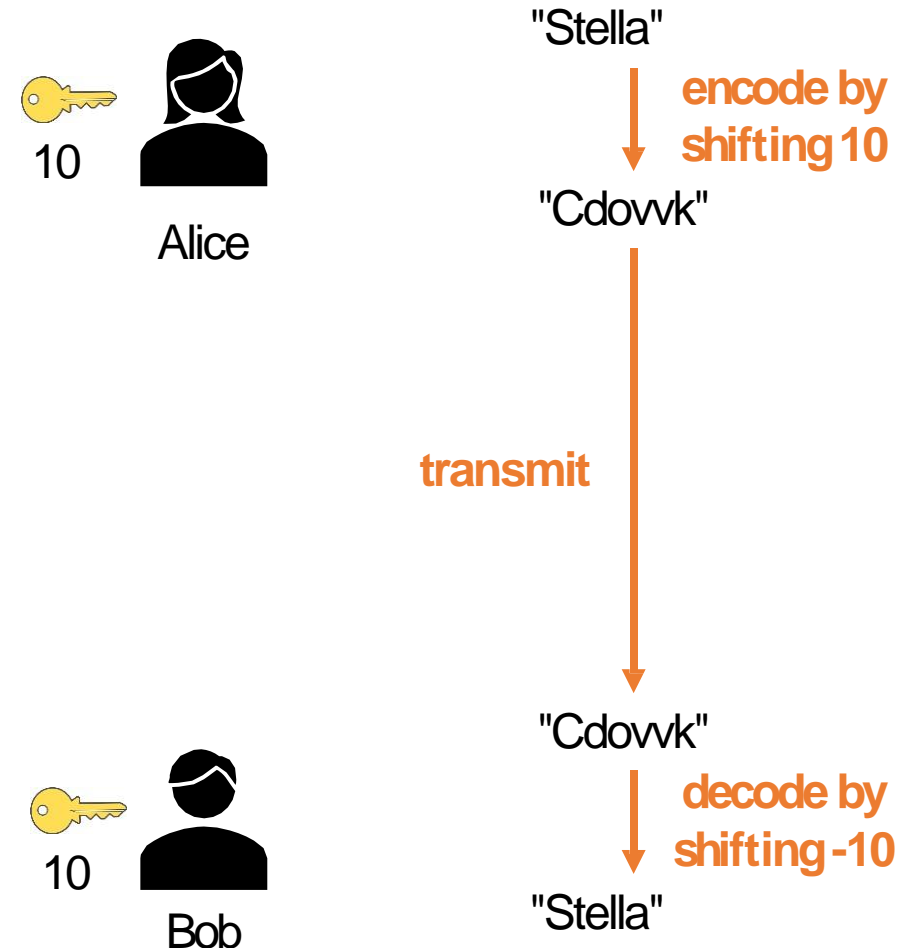 "Stella"
encode by
shifting 10
10
"Cdovvk"
Alice
transmit
"Cdovvk"
decode by
shifting -10
10
"Stella"
Bob